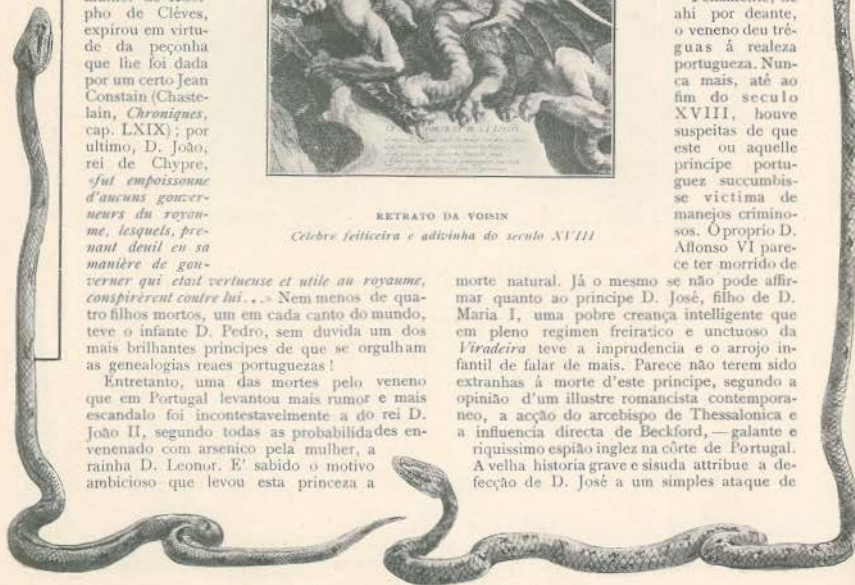 pho de Cléves,
expirou em virtu-
de da peçonha
que lhe foi dada
por um certo Jean
Constain (Chaste-
lain, Chroniques,
cap. LXIX) ; por
ultimo, D. João,
rei de Chypre,
«fut empoissonne
d'aucuns gouver-
neurs du royau-
me, lesquels, pre-
nant deuil en sa
manière de gou-
verner qui etait vertueuse et utile au royaume,
conspirèrent contre lui...» Nem menos de qua-
tro filhos mortos, um em cada canto do mundo,
teve o infante D. Pedro, sem duvida um dos
mais brilhantes principes de que se orgulham
as genealogias reaes portuguezas !
Entretanto, uma das mortes pelo veneno
que em Portugal levantou mais rumor e mais
escandalo foi incontestavelmente a do rei D.
João II, segundo todas as probabilidades en-
venenado com arsenico pela mulher, a
rainha D. Leonor. E' sabido o motivo
ambicioso que levou esta princeza a
RETRATO DA VOISIN
Célebre feiticeira e adivinha do seculo XVIII
ahi por deante,
o veneno deu tré-
guas á realeza
portugueza. Nun-
ca mais, até ao
fim do seculo
XVIII, houve
suspeitas de que
este ou aquelle
principe portu-
guez succumbis-
se victima de
manejos crimino-
sos. O proprio D.
Affonso VI pare-
ce ter morrido de
morte natural. Já o mesmo se não pode affir-
mar quanto ao principe D. José, filho de D.
Maria I, uma pobre creança intelligente que
em pleno regimen freiratico e unctuoso da
Viradeira teve a imprudencia e o arrojo in-
fantil de falar de mais. Parece não terem sido
extranhas á morte d'este principe, segundo a
opinião d'um illustre romancista contempora-
neo, a acção do arcebispo de Thessalonica e
a influencia directa de Beckford, — galante e
riquissimo espião inglez na côrte de Portugal.
A velha historia grave e sisuda attribue a de-
fecção de D. José a um simples ataque de